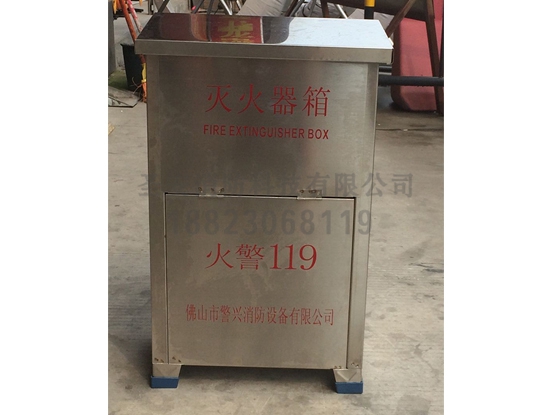 灭火器箱
FIRE EXTINGUISHER BOX
有限公司
18823068119
火警119
佛山市警兴消防设备有限公司